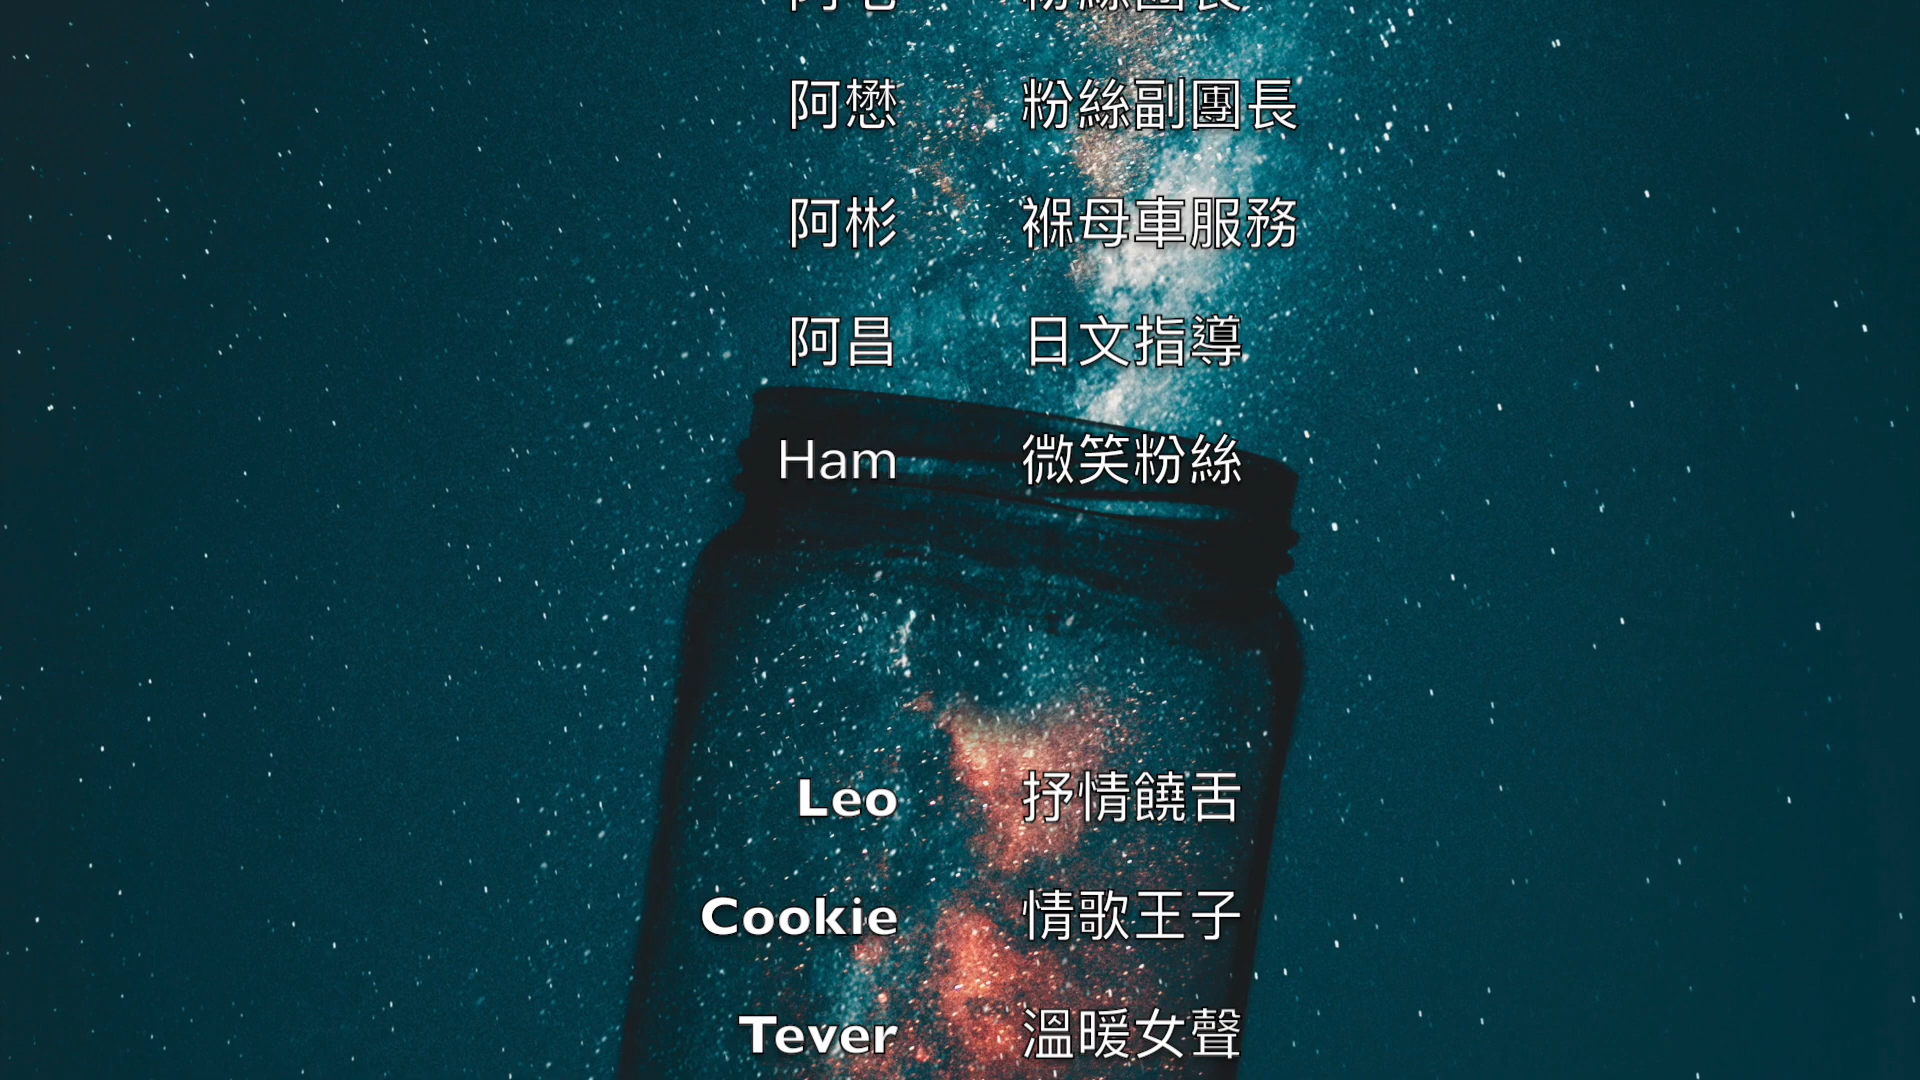 阿懋 粉絲副團長
阿彬 褓母車服務
阿昌 日文指導
Ham 微笑粉絲
Leo 抒情饒舌
Cookie 情歌王子
Tever 溫暖女聲